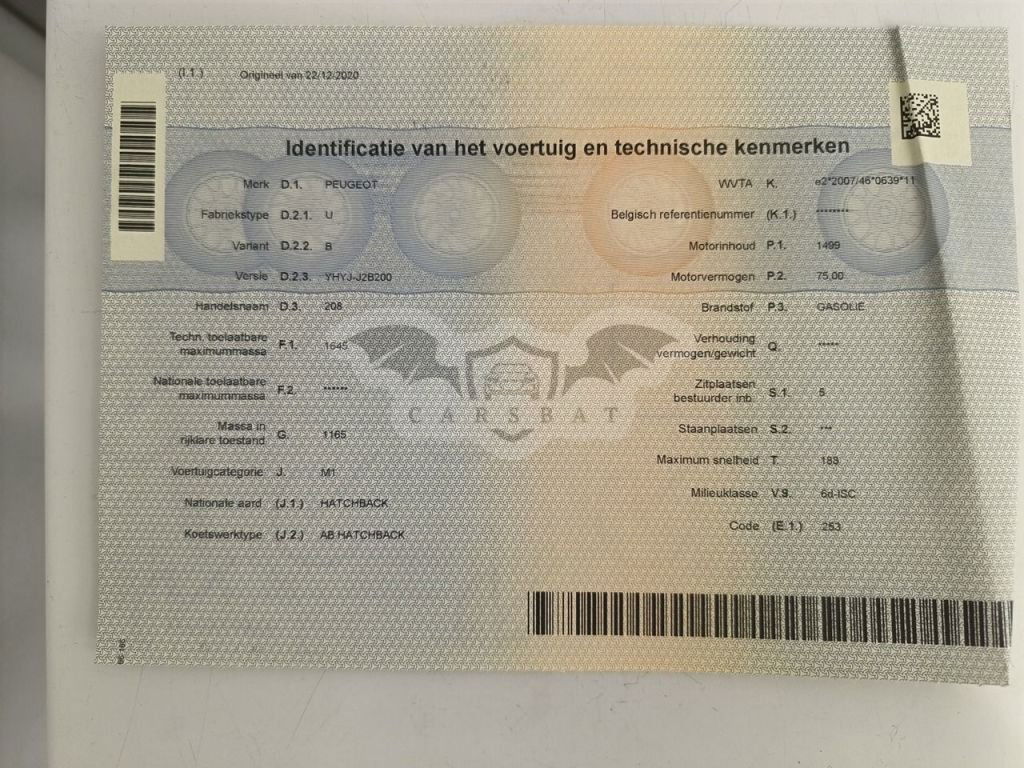 (I.1.) Origineel van 22/12/2020
Identificatie van het voertuig en technische kenmerken
Merk D.1. PEUGEOT
Fabriekstype D.2.1. U
Variant D.2.2. B
Versie D.2.3. YHYJ-J2B200
Handelsnaam D.3. 208
Techn. toelaatbare
maximummassa F.1. 1645
Nationale toelaatbare
maximummassa F.2. ******
Massa in
rijklare toestand G. 1165
Voertuigcategorie J. M1
Nationale aard (J.1.) HATCHBACK
Koetswerktype (J.2.) AB HATCHBACK
WVTA K. e2*2007/46*0639*11
Belgisch referentienummer (K.1.) ********
Motorinhoud P.1. 1499
Motorvermogen P.2. 75,00
Brandstof P.3. GASOLIE
Verhouding
vermogen/gewicht Q. *****
Zitplaatsen
bestuurder inb. S.1. 5
Staanplaatsen S.2. ***
Maximum snelheid T. 188
Milieuklasse V.9. 6d-ISC
Code (E.1.) 253
CARSBAT